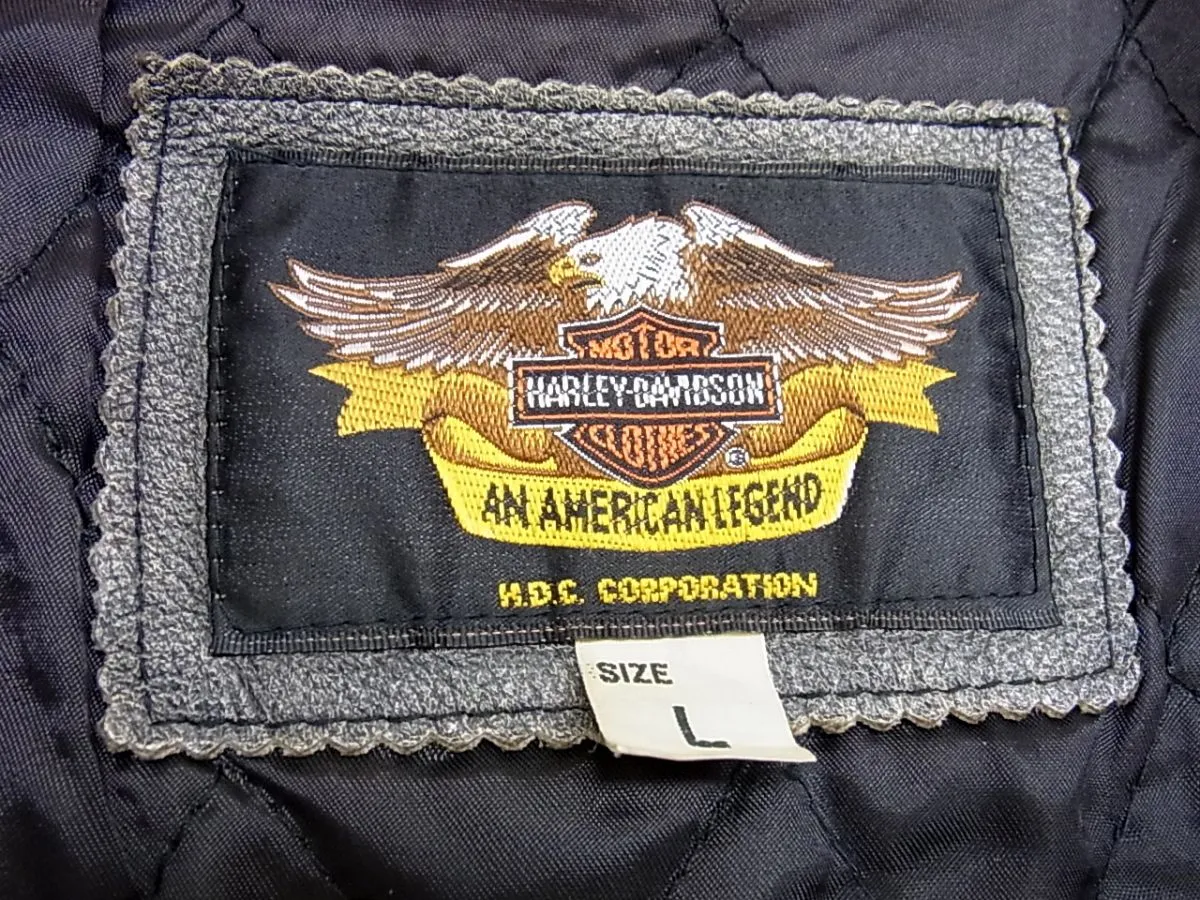 MOTOR
HARLEY-DAVIDSON
CLOTHES
®
AN AMERICAN LEGEND
H.D.C. CORPORATION
SIZE
L